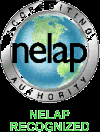 ACCREDITING
nelap
AUTHORITY
NELAP
RECOGNIZED